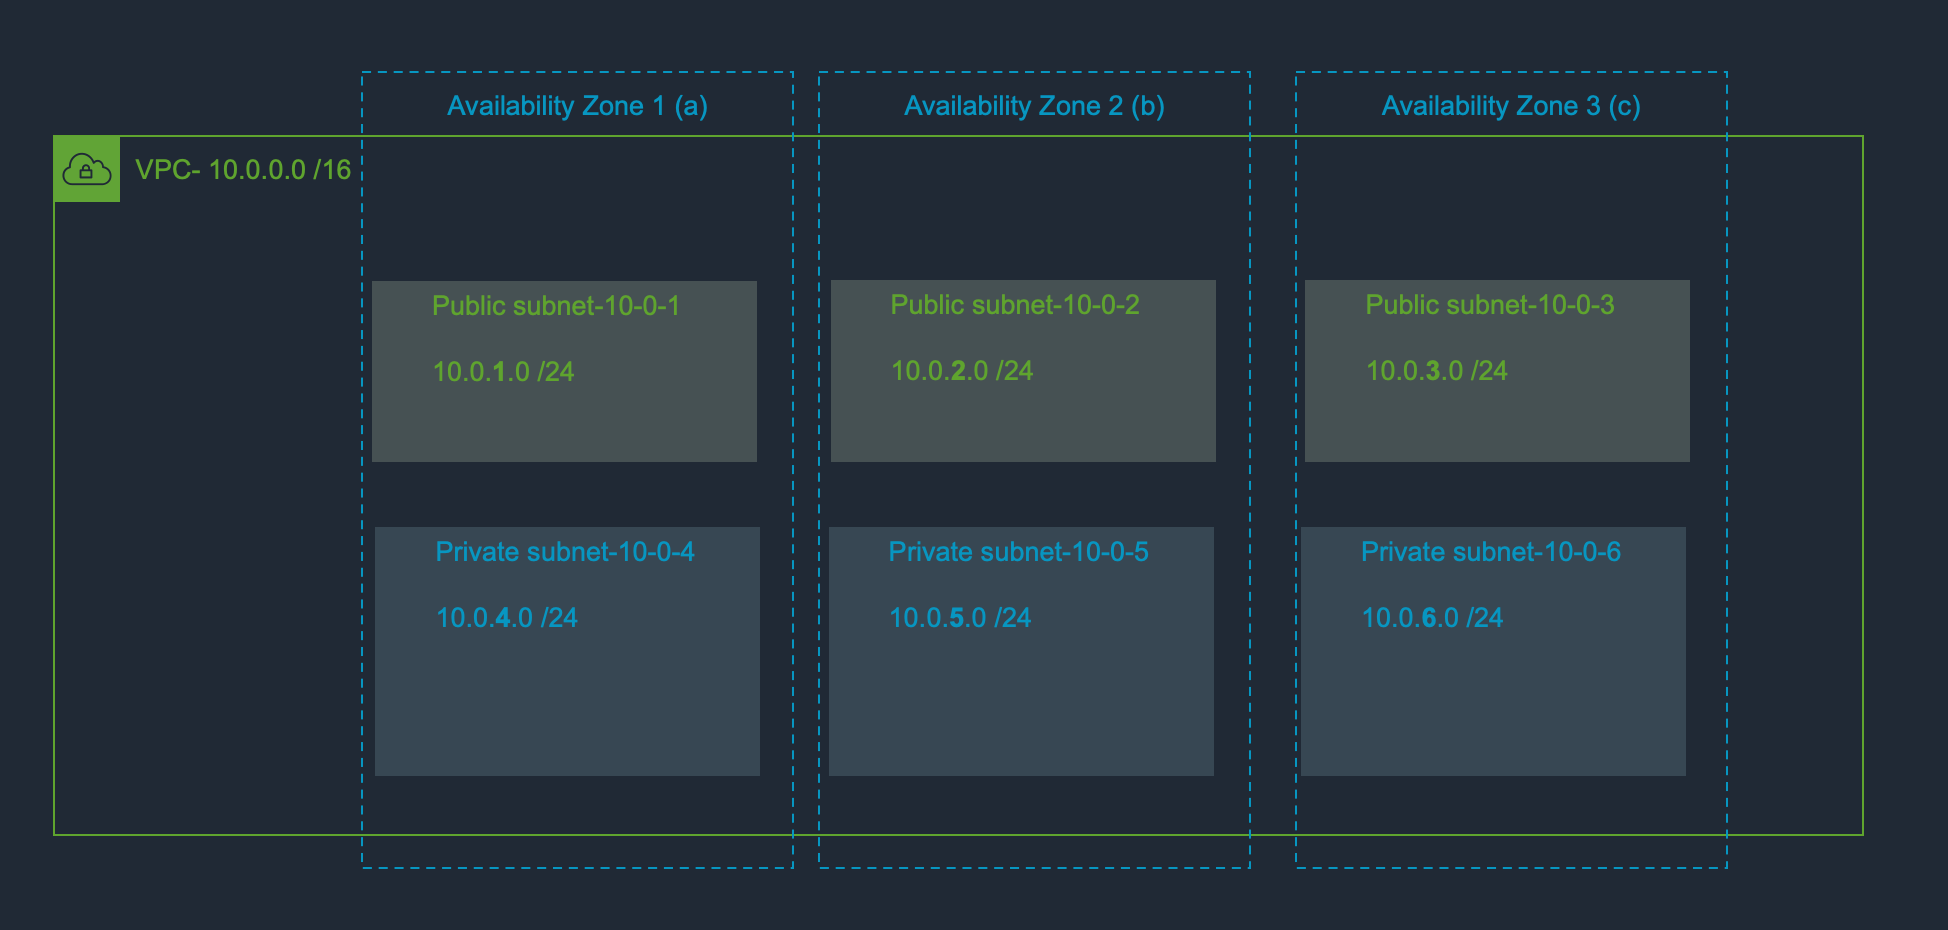 Availability Zone 1 (a)
Availability Zone 2 (b)
Availability Zone 3 (c)
VPC- 10.0.0.0 /16
Public subnet-10-0-1
10.0.1.0 /24
Public subnet-10-0-2
10.0.2.0 /24
Public subnet-10-0-3
10.0.3.0 /24
Private subnet-10-0-4
10.0.4.0 /24
Private subnet-10-0-5
10.0.5.0 /24
Private subnet-10-0-6
10.0.6.0 /24